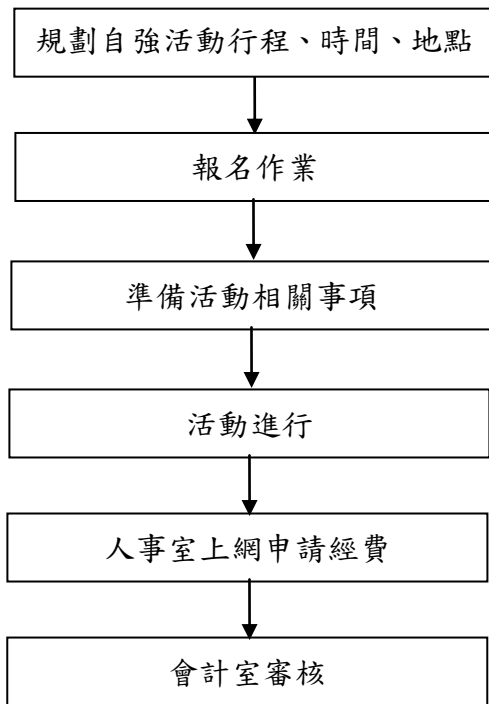 規劃自強活動行程、時間、地點
報名作業
準備活動相關事項
活動進行
人事室上網申請經費
會計室審核